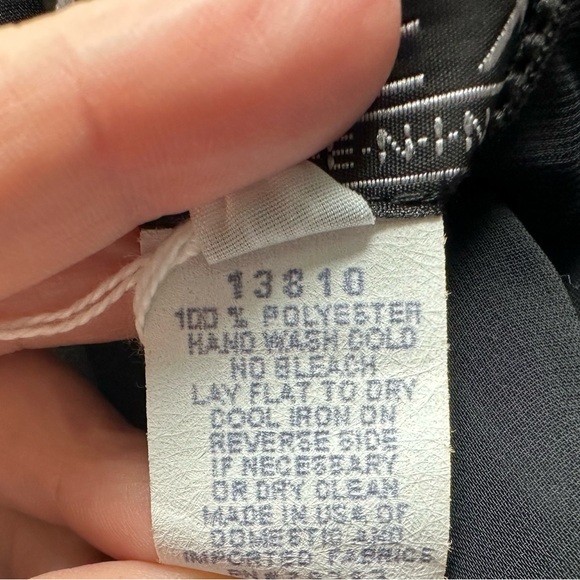 E·N·I·N
13810
100 % POLYESTER
HAND WASH COLD
NO BLEACH
LAY FLAT TO DRY
COOL IRON ON
REVERSE SIDE
IF NECESSARY
OR DRY CLEAN
MADE IN USA OF
DOMESTIC AND
IMPORTED FABRICS